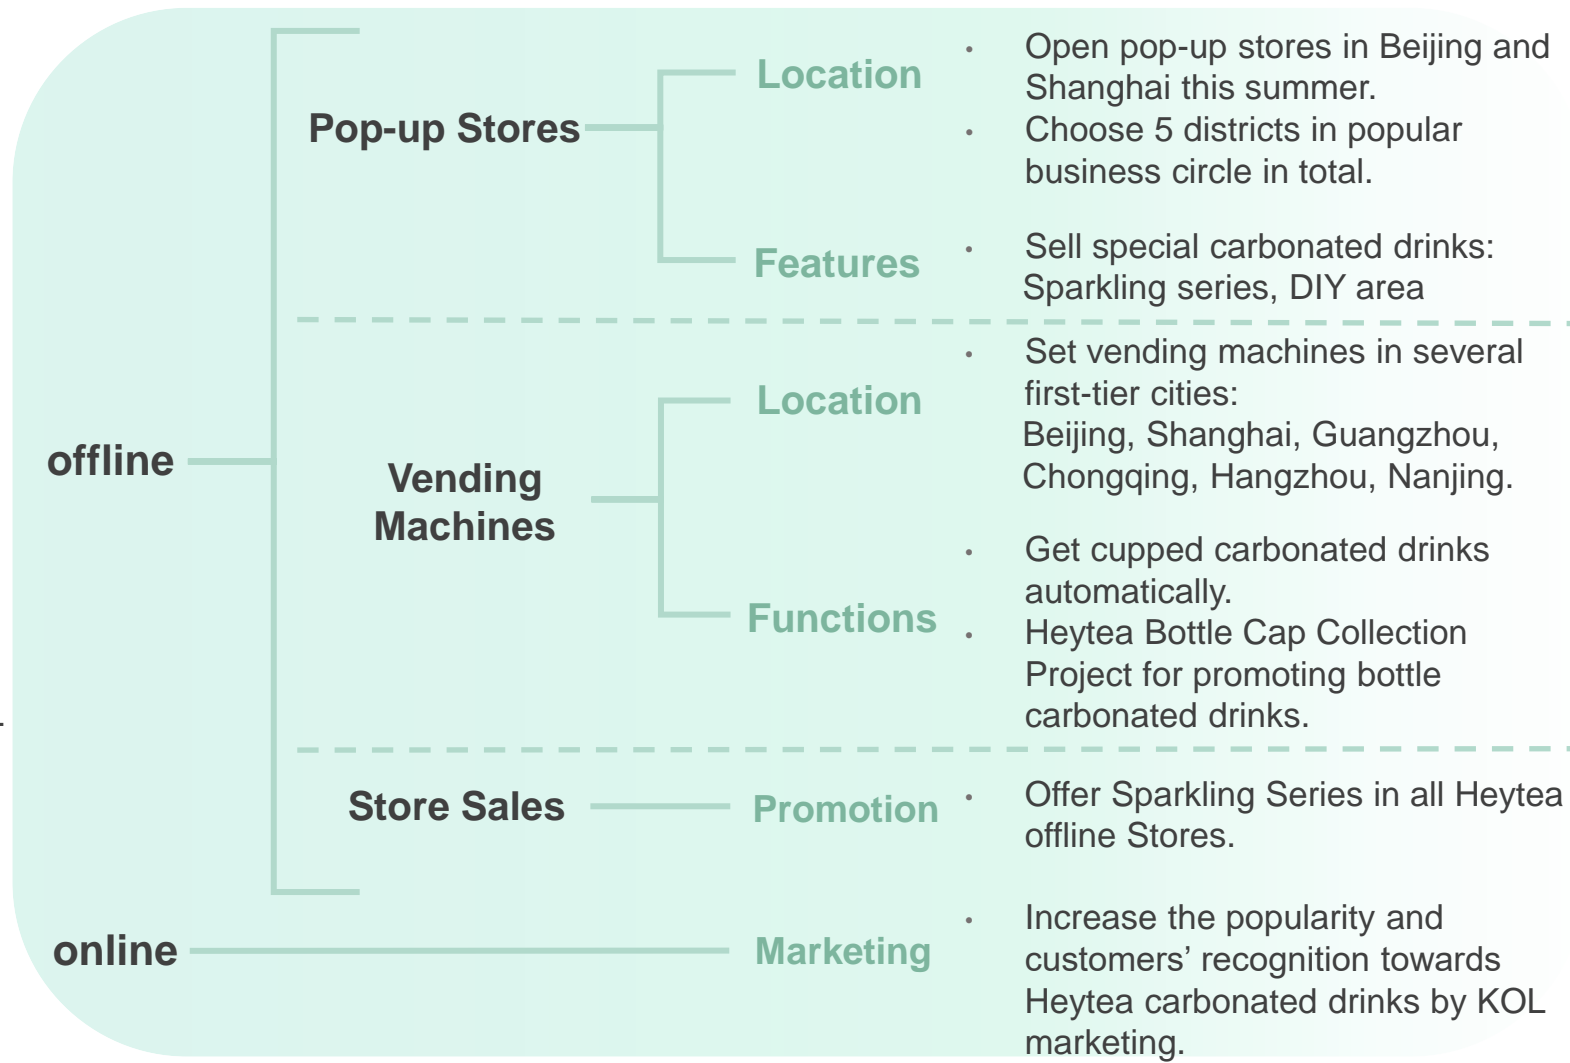 offline
Pop-up Stores
Location
• Open pop-up stores in Beijing and
Shanghai this summer.
• Choose 5 districts in popular
business circle in total.
Features
• Sell special carbonated drinks:
Sparkling series, DIY area
Vending
Machines
Location
• Set vending machines in several
first-tier cities:
Beijing, Shanghai, Guangzhou,
Chongqing, Hangzhou, Nanjing.
Functions
• Get cupped carbonated drinks
automatically.
• Heytea Bottle Cap Collection
Project for promoting bottle
carbonated drinks.
Store Sales
Promotion
• Offer Sparkling Series in all Heytea
offline Stores.
online
Marketing
• Increase the popularity and
customers’ recognition towards
Heytea carbonated drinks by KOL
marketing.